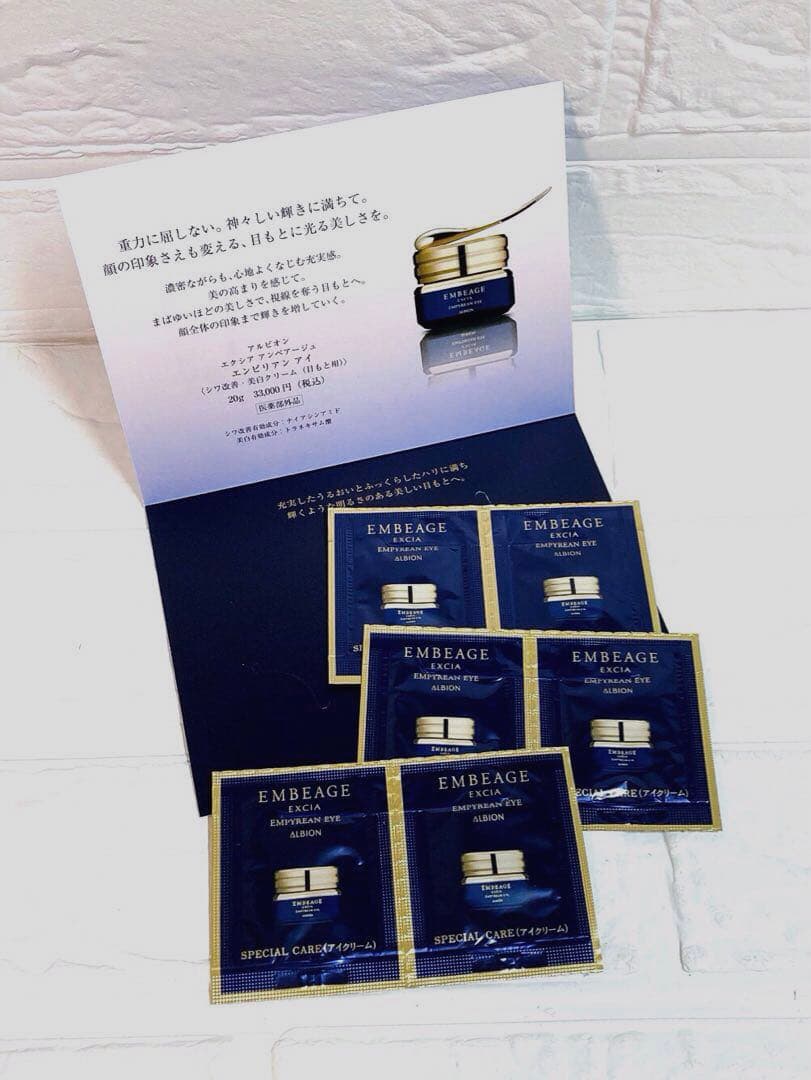 重力に屈しない。神々しい輝きに満ちて。
顔の印象さえも変える、目もとに光る美しさを。
濃密ながらも、心地よくなじむ充実感。
美の高まりを感じて。
まばゆいほどの美しさで、視線を奪う目もとへ。
顔全体の印象まで輝きを増していく。
アルビオン
エクシア アンベアージュ
エンピリアン アイ
〈シワ改善・美白クリーム（目もと用）〉
20g 33,000円（税込）
医薬部外品
シワ改善有効成分：ナイアシンアミド
美白有効成分：トラネキサム酸
EMBEAGE
EXCIA
EMPYREAN EYE
ALBION
充実したうるおいとふっくらしたハリに満ち
輝くような明るさのある美しい目もとへ。
EMBEAGE
EXCIA
EMPYREAN EYE
ALBION
EMBEAGE
EMBEAGE
EXCIA
EMPYREAN EYE
ALBION
EMBEAGE
EMBEAGE
EXCIA
EMPYREAN EYE
ALBION
EMBEAGE
EMBEAGE
EXCIA
EMPYREAN EYE
ALBION
EMBEAGE
CARE(アイクリーム)
EMBEAGE
EXCIA
EMPYREAN EYE
ALBION
EMBEAGE
SPECIAL CARE(アイクリーム)
EMBEAGE
EXCIA
EMPYREAN EYE
ALBION
EMBEAGE
SPECIAL CARE(アイクリーム)